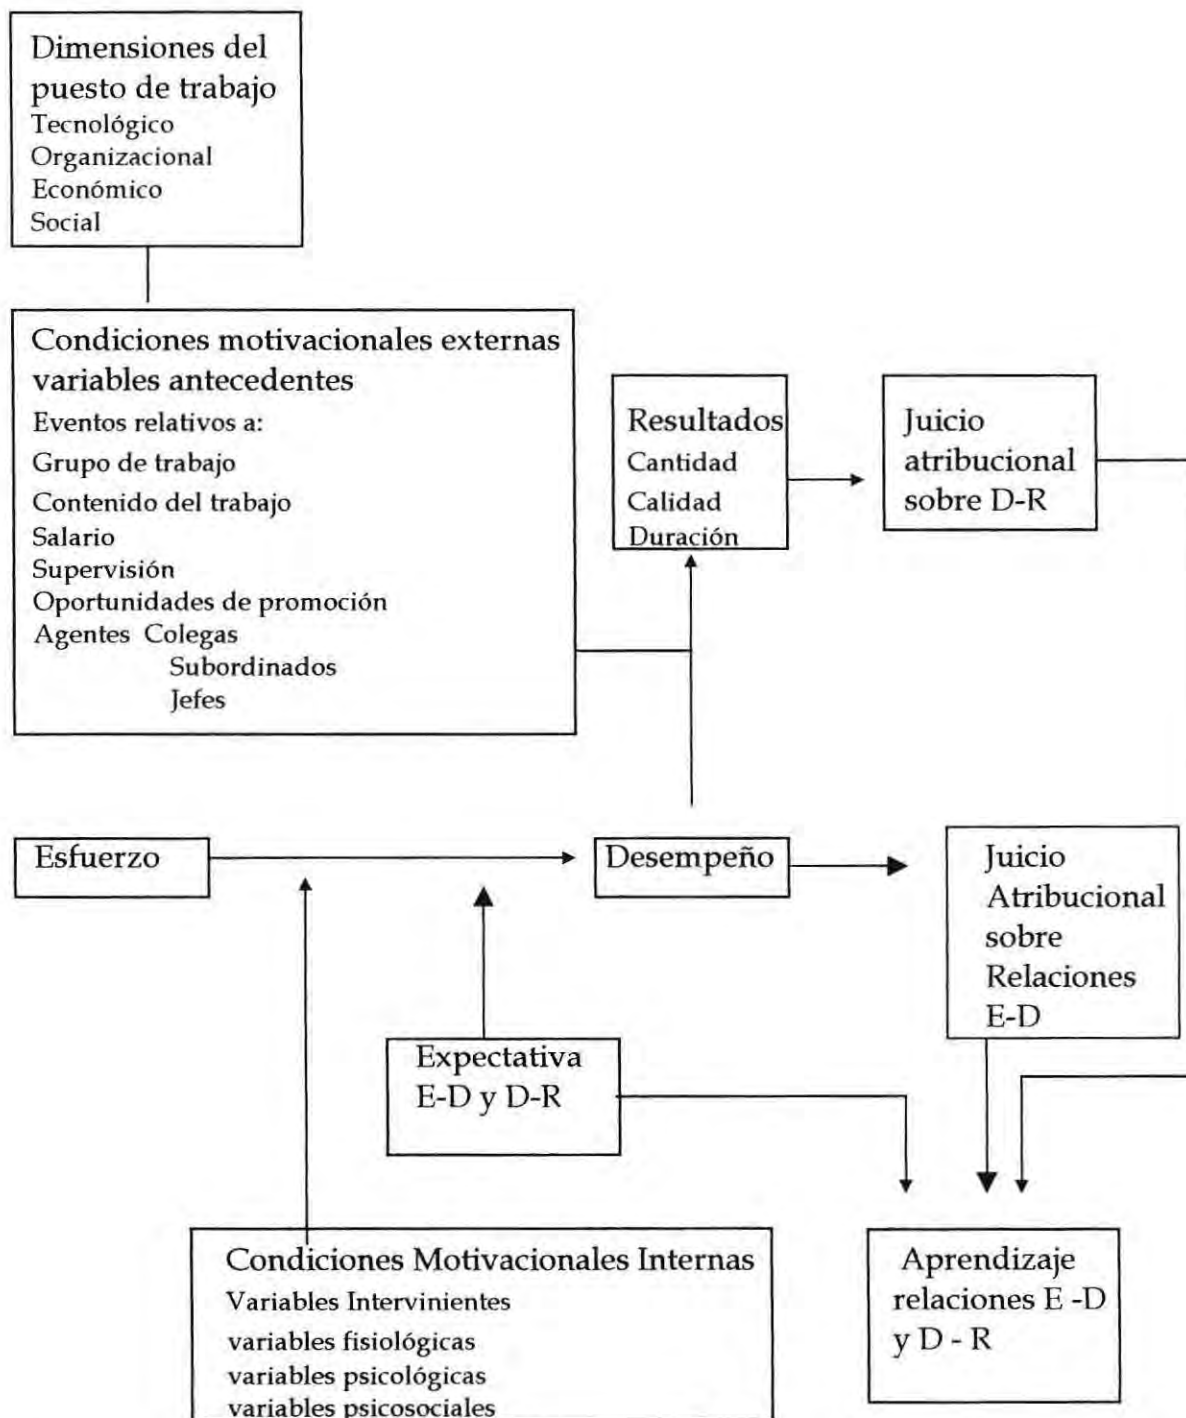 Dimensiones del
puesto de trabajo
Tecnológico
Organizacional
Económico
Social
Condiciones motivacionales externas
variables antecedentes
Eventos relativos a:
Grupo de trabajo
Contenido del trabajo
Salario
Supervisión
Oportunidades de promoción
Agentes Colegas
Subordinados
Jefes
Resultados
Cantidad
Calidad
Duración
Juicio
atribucional
sobre D-R
Esfuerzo
Desempeño
Juicio
Atribucional
sobre
Relaciones
E-D
Expectativa
E-D y D-R
Condiciones Motivacionales Internas
Variables Intervinientes
variables fisiológicas
variables psicológicas
variables psicosociales
Aprendizaje
relaciones E -D
y D - R